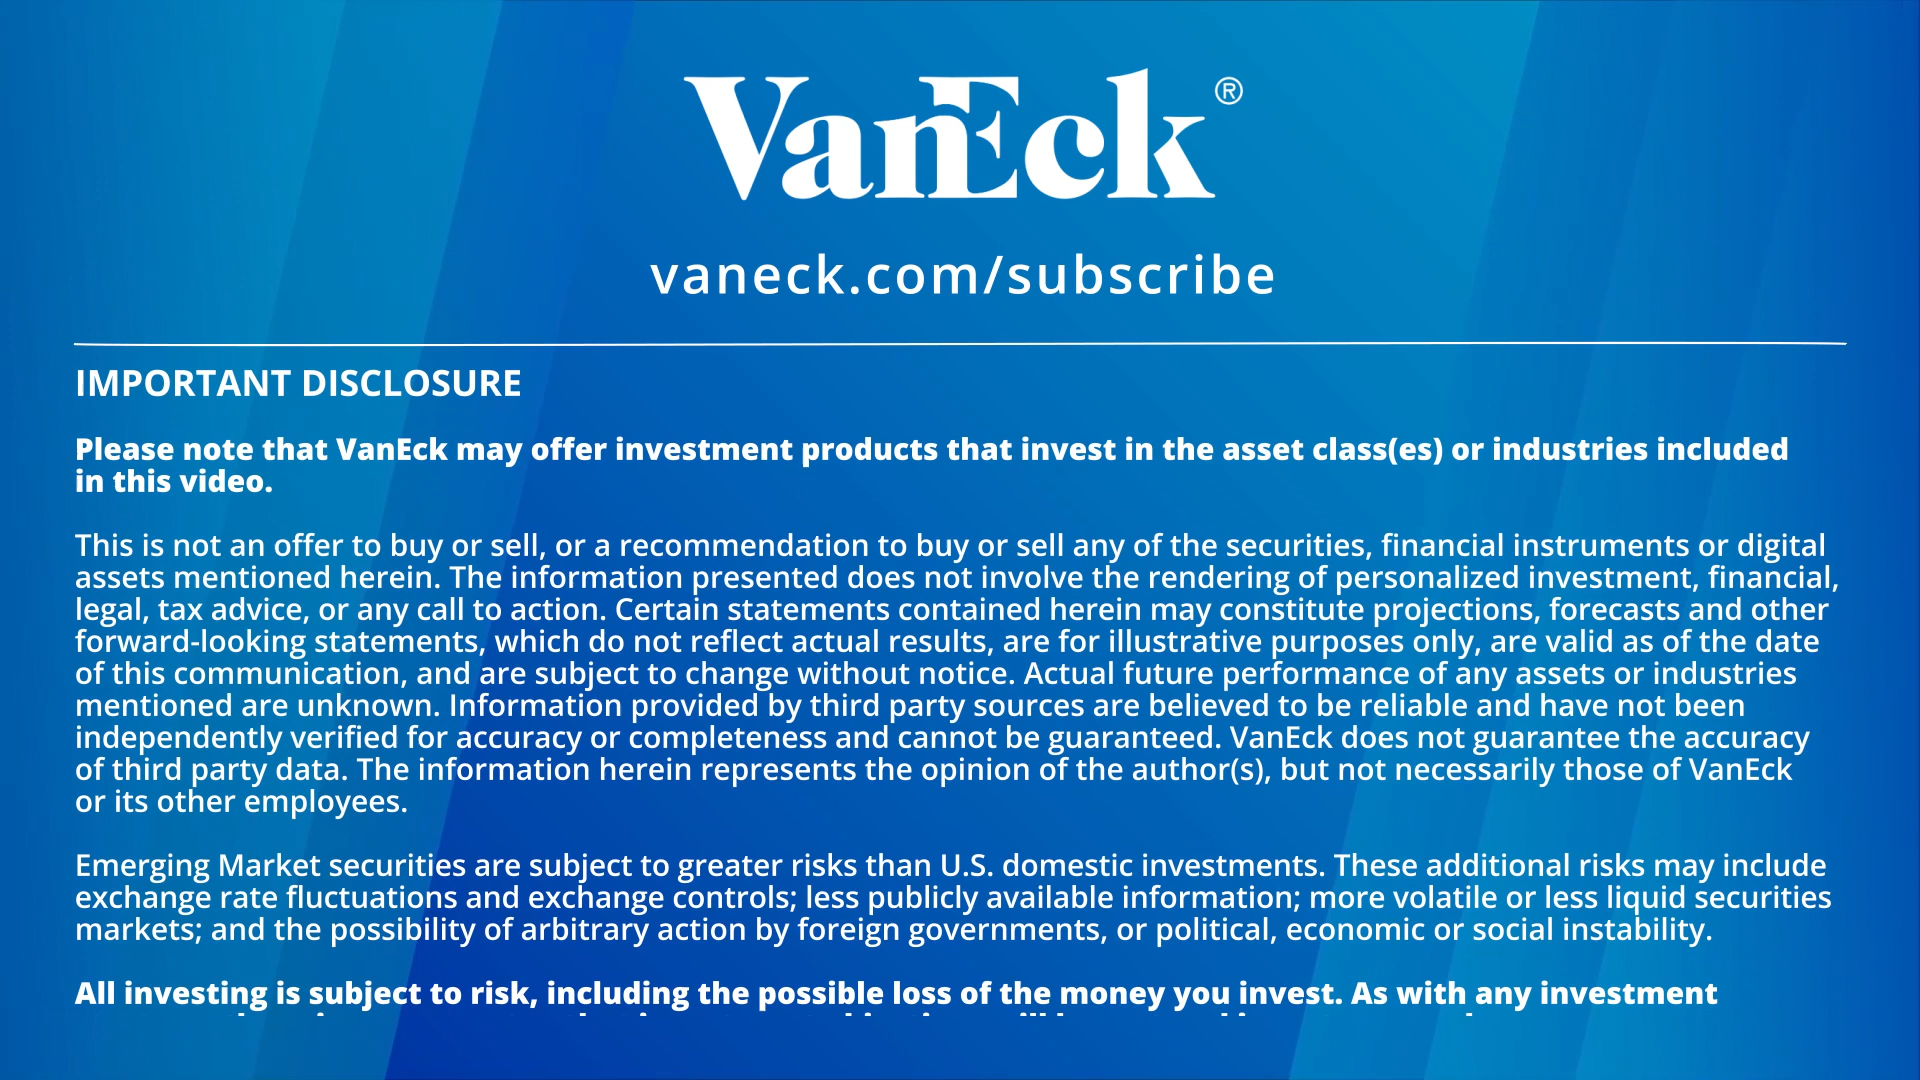 VanEck®
vaneck.com/subscribe
IMPORTANT DISCLOSURE
Please note that VanEck may offer investment products that invest in the asset class(es) or industries included
in this video.
This is not an offer to buy or sell, or a recommendation to buy or sell any of the securities, financial instruments or digital
assets mentioned herein. The information presented does not involve the rendering of personalized investment, financial,
legal, tax advice, or any call to action. Certain statements contained herein may constitute projections, forecasts and other
forward-looking statements, which do not reflect actual results, are for illustrative purposes only, are valid as of the date
of this communication, and are subject to change without notice. Actual future performance of any assets or industries
mentioned are unknown. Information provided by third party sources are believed to be reliable and have not been
independently verified for accuracy or completeness and cannot be guaranteed. VanEck does not guarantee the accuracy
of third party data. The information herein represents the opinion of the author(s), but not necessarily those of VanEck
or its other employees.
Emerging Market securities are subject to greater risks than U.S. domestic investments. These additional risks may include
exchange rate fluctuations and exchange controls; less publicly available information; more volatile or less liquid securities
markets; and the possibility of arbitrary action by foreign governments, or political, economic or social instability.
All investing is subject to risk, including the possible loss of the money you invest. As with any investment